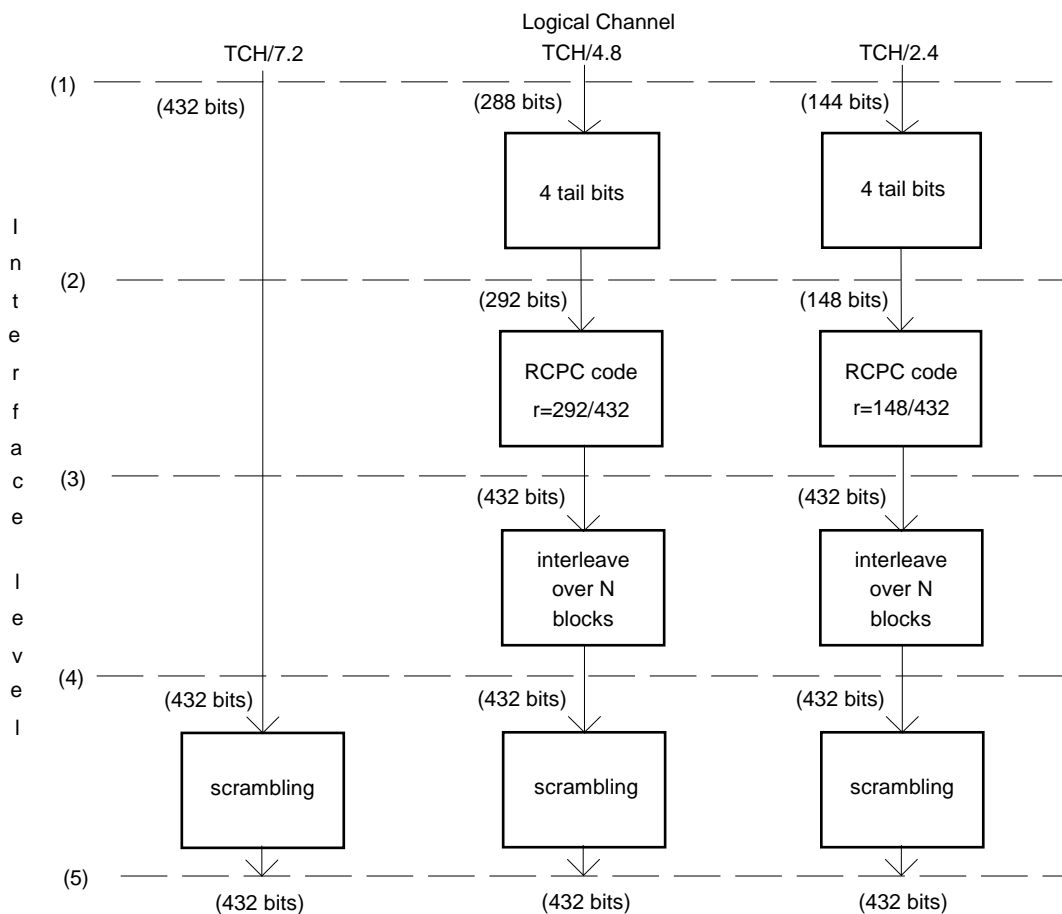 Logical Channel
TCH/7.2 TCH/4.8 TCH/2.4
(1)
(432 bits) (288 bits) (144 bits)
4 tail bits 4 tail bits
(2)
(292 bits) (148 bits)
RCPC code RCPC code
r=292/432 r=148/432
(3)
(432 bits) (432 bits)
interleave interleave
over N over N
blocks blocks
(4)
(432 bits) (432 bits) (432 bits)
scrambling scrambling scrambling
(5)
(432 bits) (432 bits) (432 bits)
Interface level